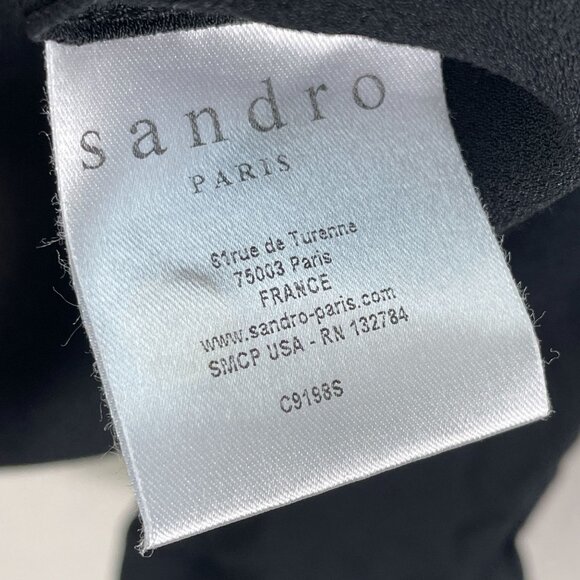 sandro
PARIS
61rue de Turenne
75003 Paris
FRANCE
www.sandro-paris.com
SMCP USA - RN 132784
C9198S